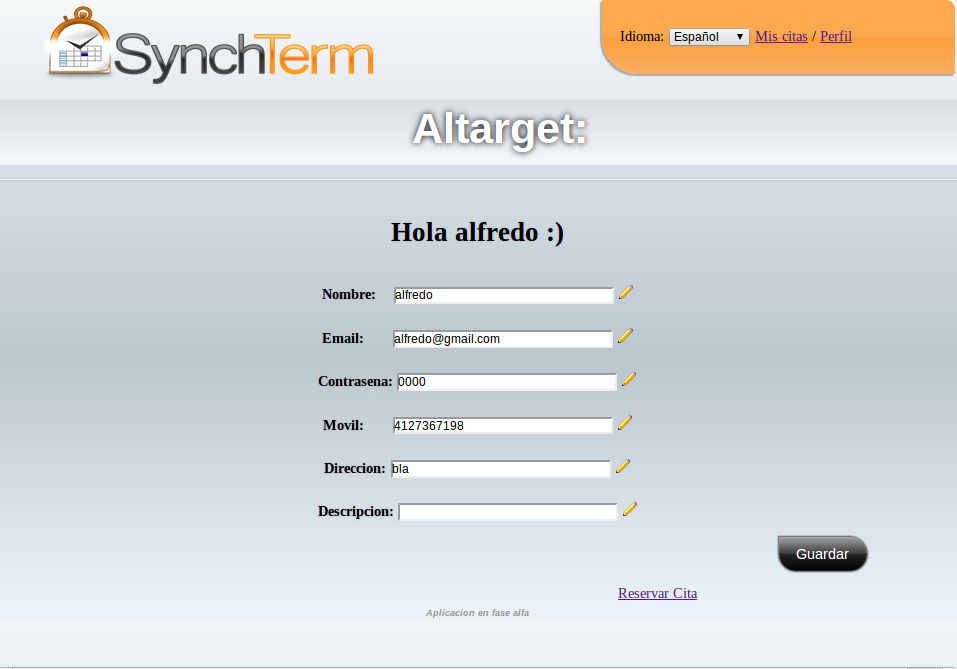 SynchTerm
Idioma: Español ▼ Mis citas / Perfil
Altarget:
Hola alfredo :)
Nombre: alfredo
Email: alfredo@gmail.com
Contrasena: 0000
Movil: 4127367198
Direccion: bla
Descripcion:
Guardar
Reservar Cita
Aplicacion en fase alfa